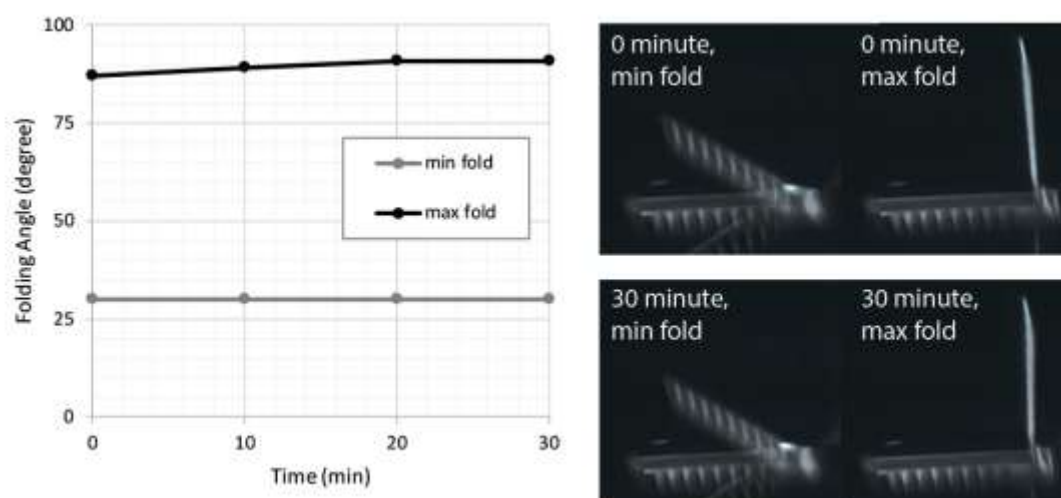 100
75
50
25
0
Folding Angle (degree)
min fold
max fold
0
10
20
30
Time (min)
0 minute,
min fold
0 minute,
max fold
30 minute,
min fold
30 minute,
max fold